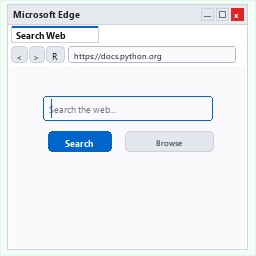 Microsoft Edge
x
Search Web
< > R https://docs.python.org
Search the web...
Search Browse